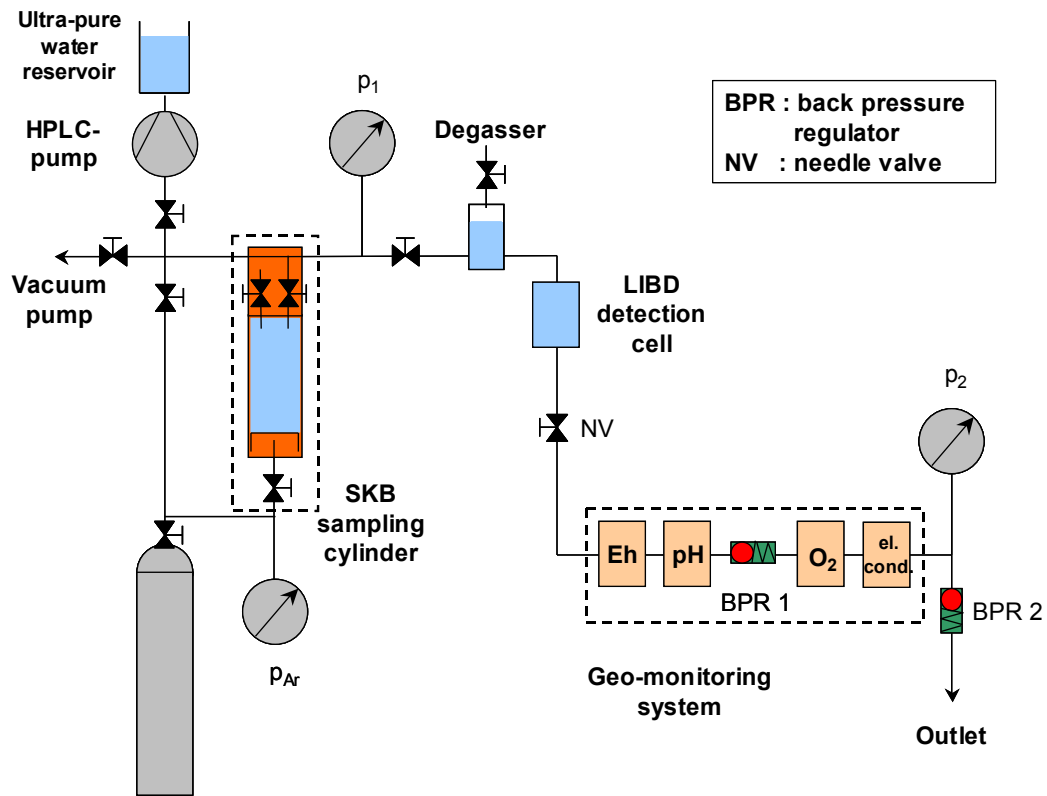 Ultra-pure
water
reservoir
HPLC-
pump
p1
Degasser
BPR : back pressure
regulator
NV : needle valve
Vacuum
pump
LIBD
detection
cell
p2
NV
SKB
sampling
cylinder
Eh
pH
O2
el.
cond.
BPR 1
BPR 2
pAr
Geo-monitoring
system
Outlet